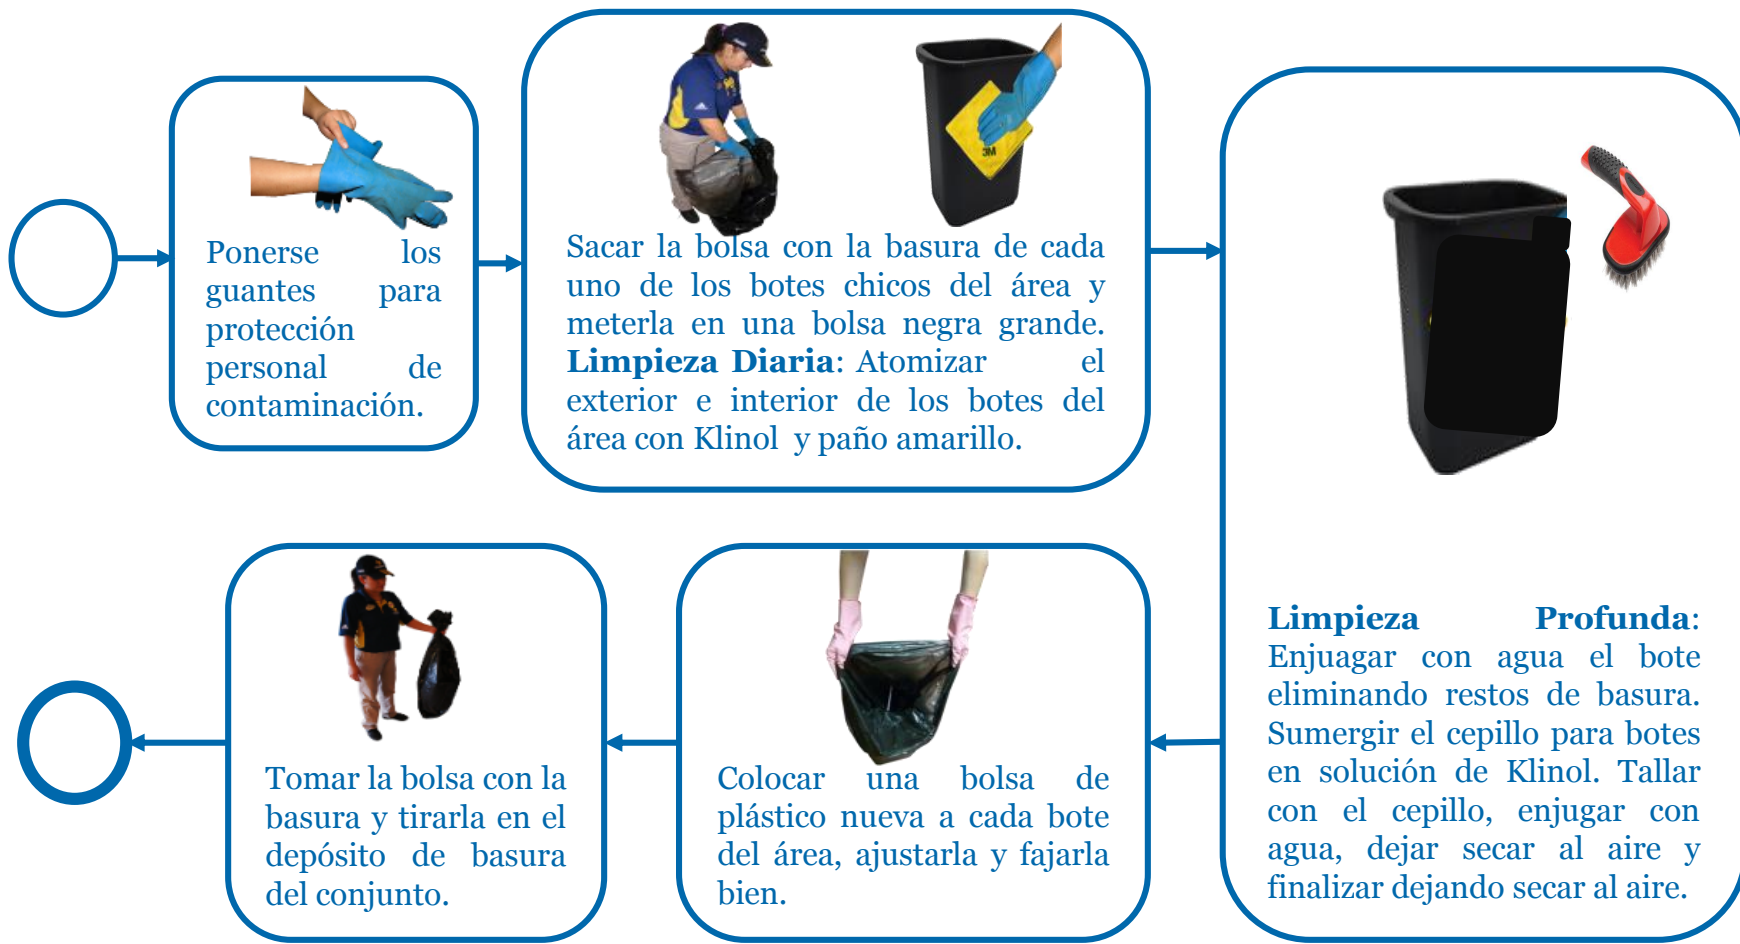 Ponerse los
guantes para
protección
personal de
contaminación.
3M
Sacar la bolsa con la basura de cada
uno de los botes chicos del área y
meterla en una bolsa negra grande.
Limpieza Diaria: Atomizar el
exterior e interior de los botes del
área con Klinol y paño amarillo.
Limpieza Profunda:
Enjuagar con agua el bote
eliminando restos de basura.
Sumergir el cepillo para botes
en solución de Klinol. Tallar
con el cepillo, enjugar con
agua, dejar secar al aire y
finalizar dejando secar al aire.
Colocar una bolsa de
plástico nueva a cada bote
del área, ajustarla y fajarla
bien.
Tomar la bolsa con la
basura y tirarla en el
depósito de basura
del conjunto.